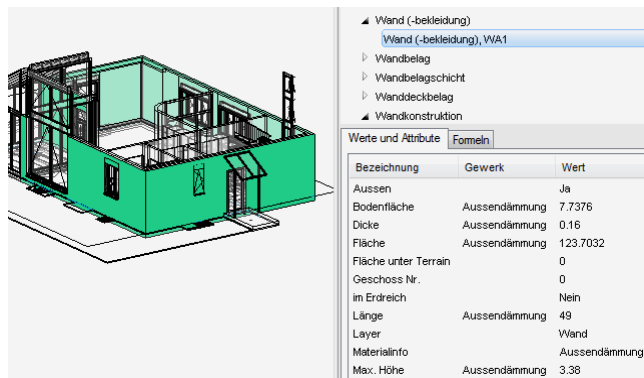 Wand (-bekleidung)
Wand (-bekleidung), WA1
Wandbelag
Wandbelagschicht
Wanddeckbelag
Wandkonstruktion
Werte und Attribute Formeln
Bezeichnung Gewerk Wert
Aussen Ja
Bodenfläche Aussendämmung 7.7376
Dicke Aussendämmung 0.16
Fläche Aussendämmung 123.7032
Fläche unter Terrain 0
Geschoss Nr. 0
im Erdreich Nein
Länge Aussendämmung 49
Layer Wand
Materialinfo Aussendämmung
Max. Höhe Aussendämmung 3.38